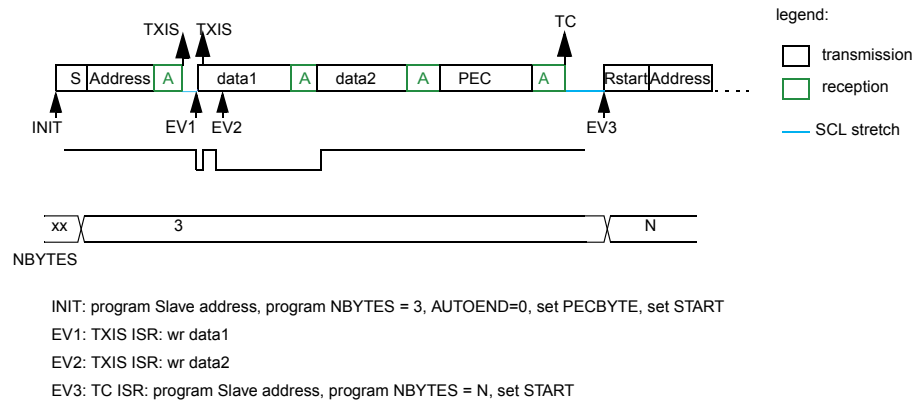 legend:
TXIS TXIS TC
transmission
S Address A data1 A data2 A PEC A Rstart Address
reception
INIT EV1 EV2 EV3
SCL stretch
xx 3 N
NBYTES
INIT: program Slave address, program NBYTES = 3, AUTOEND=0, set PECBYTE, set START
EV1: TXIS ISR: wr data1
EV2: TXIS ISR: wr data2
EV3: TC ISR: program Slave address, program NBYTES = N, set START